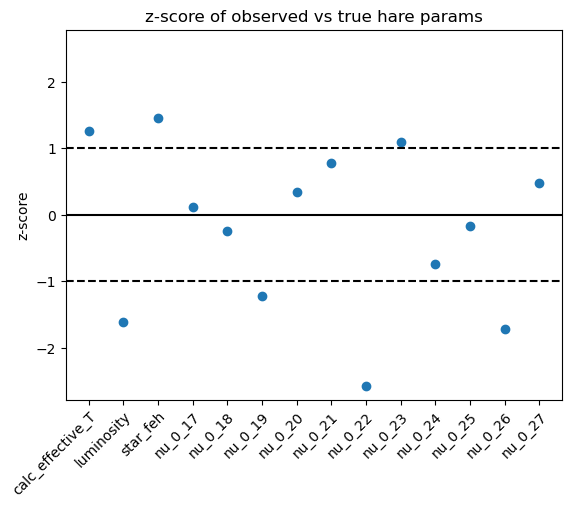 z-score of observed vs true hare params
z-score
2
1
0
−1
−2
calc_effective_T
luminosity
star_feh
nu_0_17
nu_0_18
nu_0_19
nu_0_20
nu_0_21
nu_0_22
nu_0_23
nu_0_24
nu_0_25
nu_0_26
nu_0_27